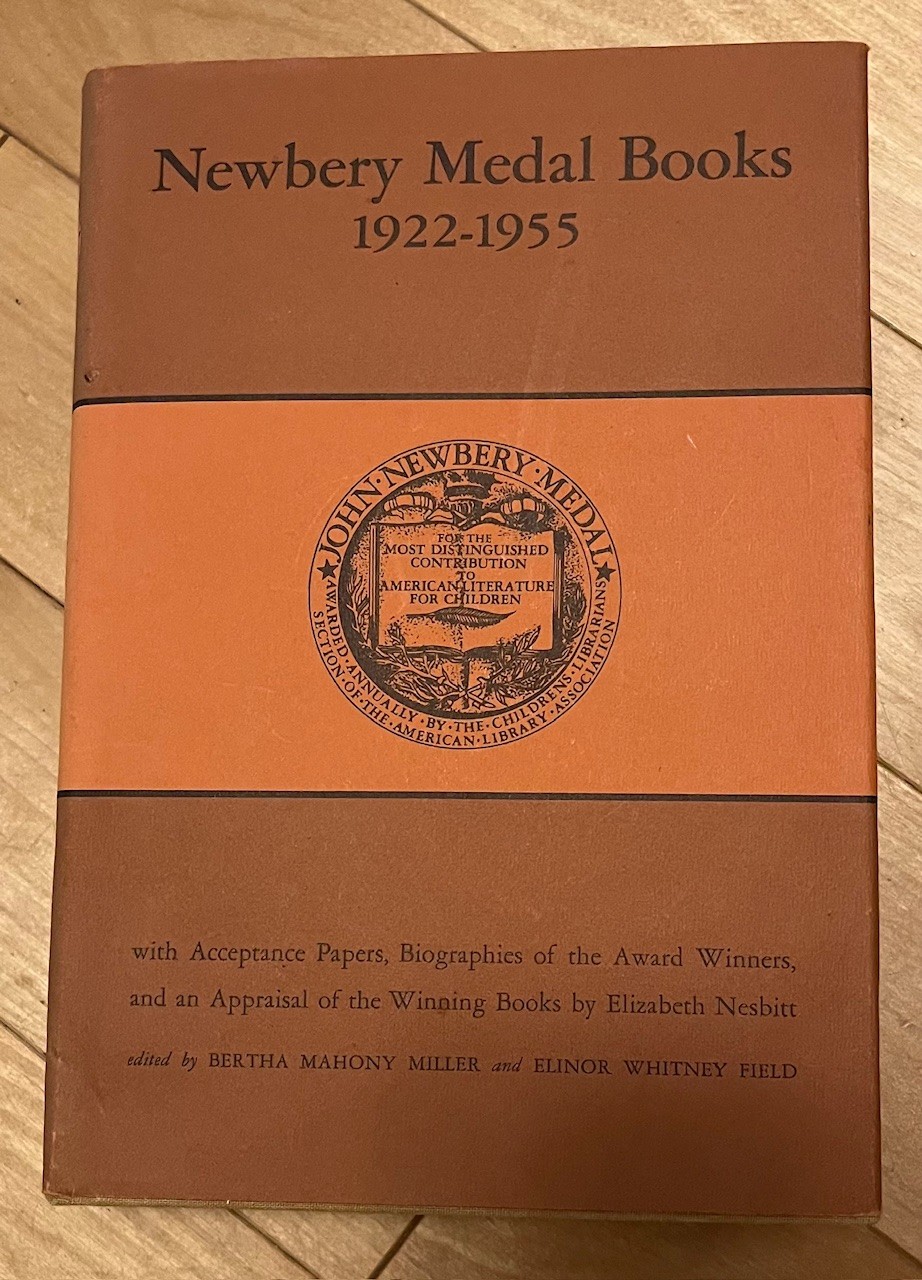 Newbery Medal Books
1922-1955
JOHN·NEWBERY·MEDAL
FOR THE
MOST DISTINGUISHED
CONTRIBUTION
TO
AMERICAN LITERATURE
FOR CHILDREN
★AWARDED·ANNUALLY·BY·THE·CHILDRENS·LIBRARIANS★
SECTION·OF·THE·AMERICAN·LIBRARY·ASSOCIATION
with Acceptance Papers, Biographies of the Award Winners,
and an Appraisal of the Winning Books by Elizabeth Nesbitt
edited by BERTHA MAHONY MILLER and ELINOR WHITNEY FIELD